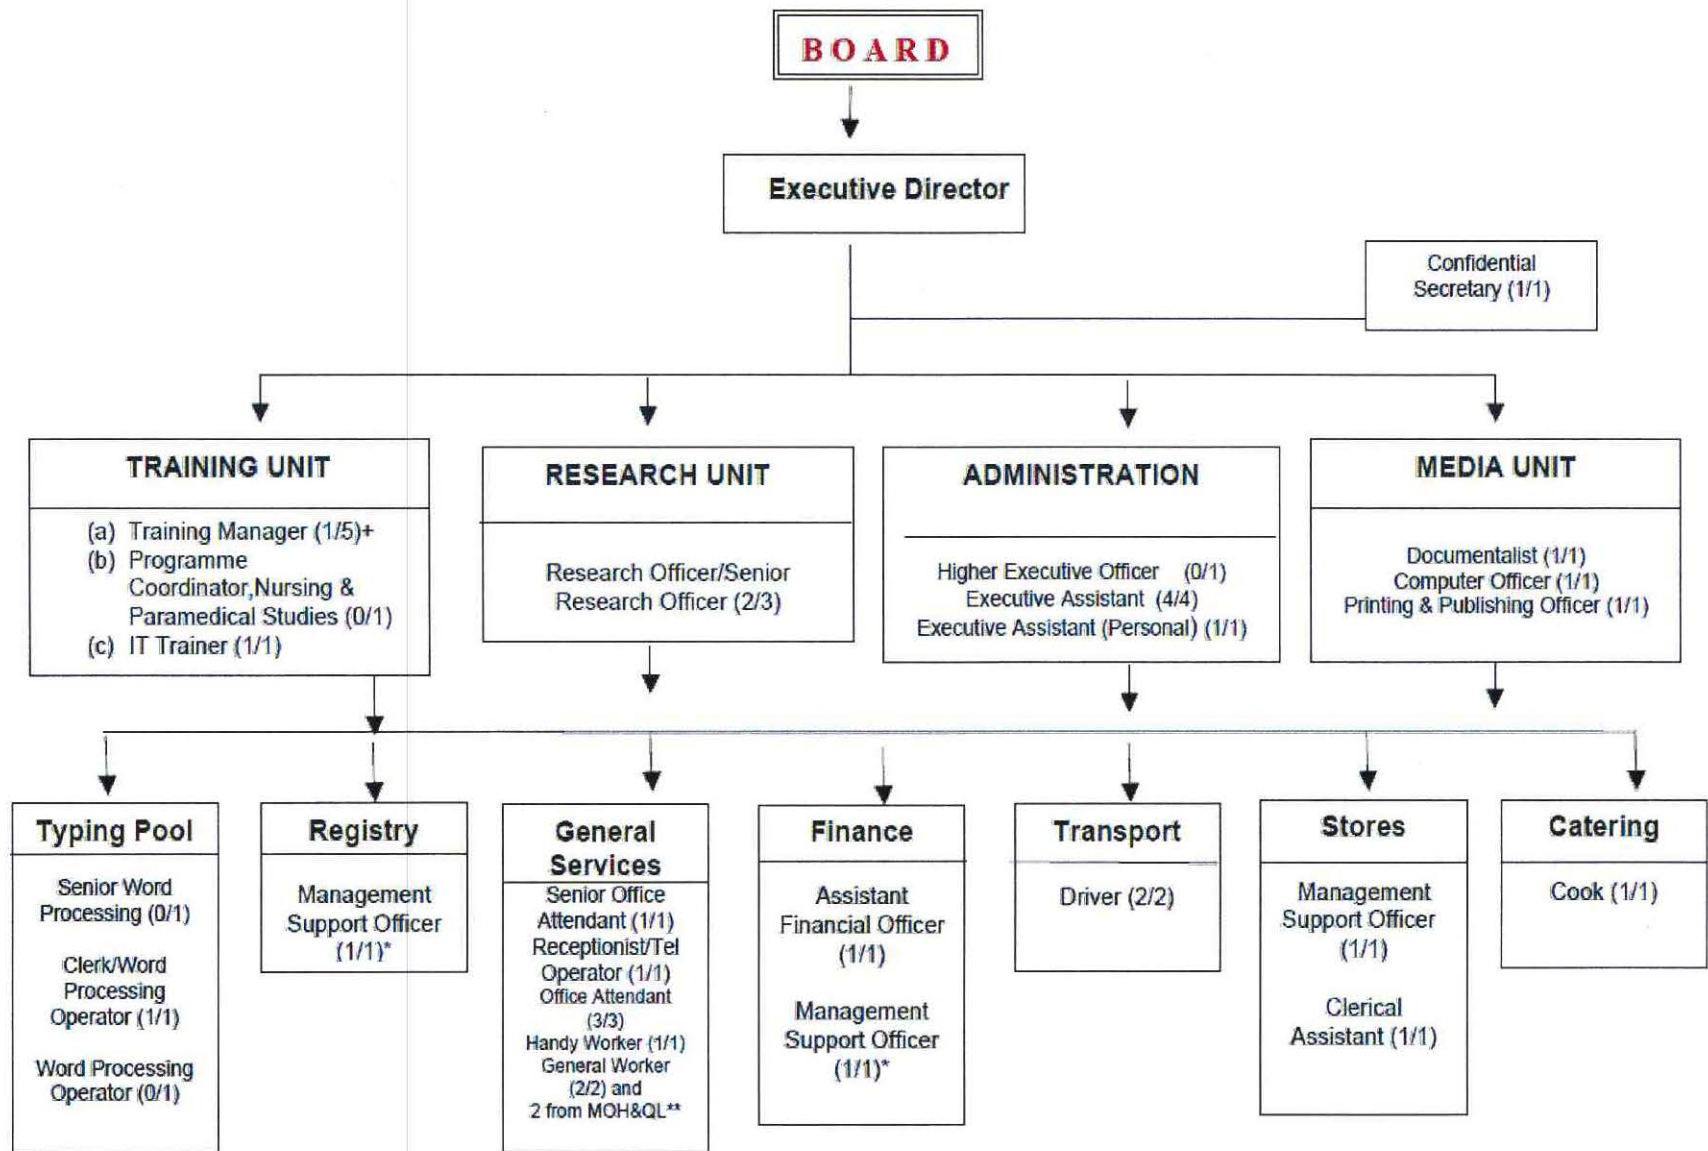 BOARD
Executive Director
Confidential
Secretary (1/1)
TRAINING UNIT
(a) Training Manager (1/5)+
(b) Programme
Coordinator,Nursing &
Paramedical Studies (0/1)
(c) IT Trainer (1/1)
RESEARCH UNIT
Research Officer/Senior
Research Officer (2/3)
ADMINISTRATION
Higher Executive Officer (0/1)
Executive Assistant (4/4)
Executive Assistant (Personal) (1/1)
MEDIA UNIT
Documentalist (1/1)
Computer Officer (1/1)
Printing & Publishing Officer (1/1)
Typing Pool
Senior Word
Processing (0/1)
Clerk/Word
Processing
Operator (1/1)
Word Processing
Operator (0/1)
Registry
Management
Support Officer
(1/1)*
General
Services
Senior Office
Attendant (1/1)
Receptionist/Tel
Operator (1/1)
Office Attendant
(3/3)
Handy Worker (1/1)
General Worker
(2/2) and
2 from MOH&QL**
Finance
Assistant
Financial Officer
(1/1)
Management
Support Officer
(1/1)*
Transport
Driver (2/2)
Stores
Management
Support Officer
(1/1)
Clerical
Assistant (1/1)
Catering
Cook (1/1)